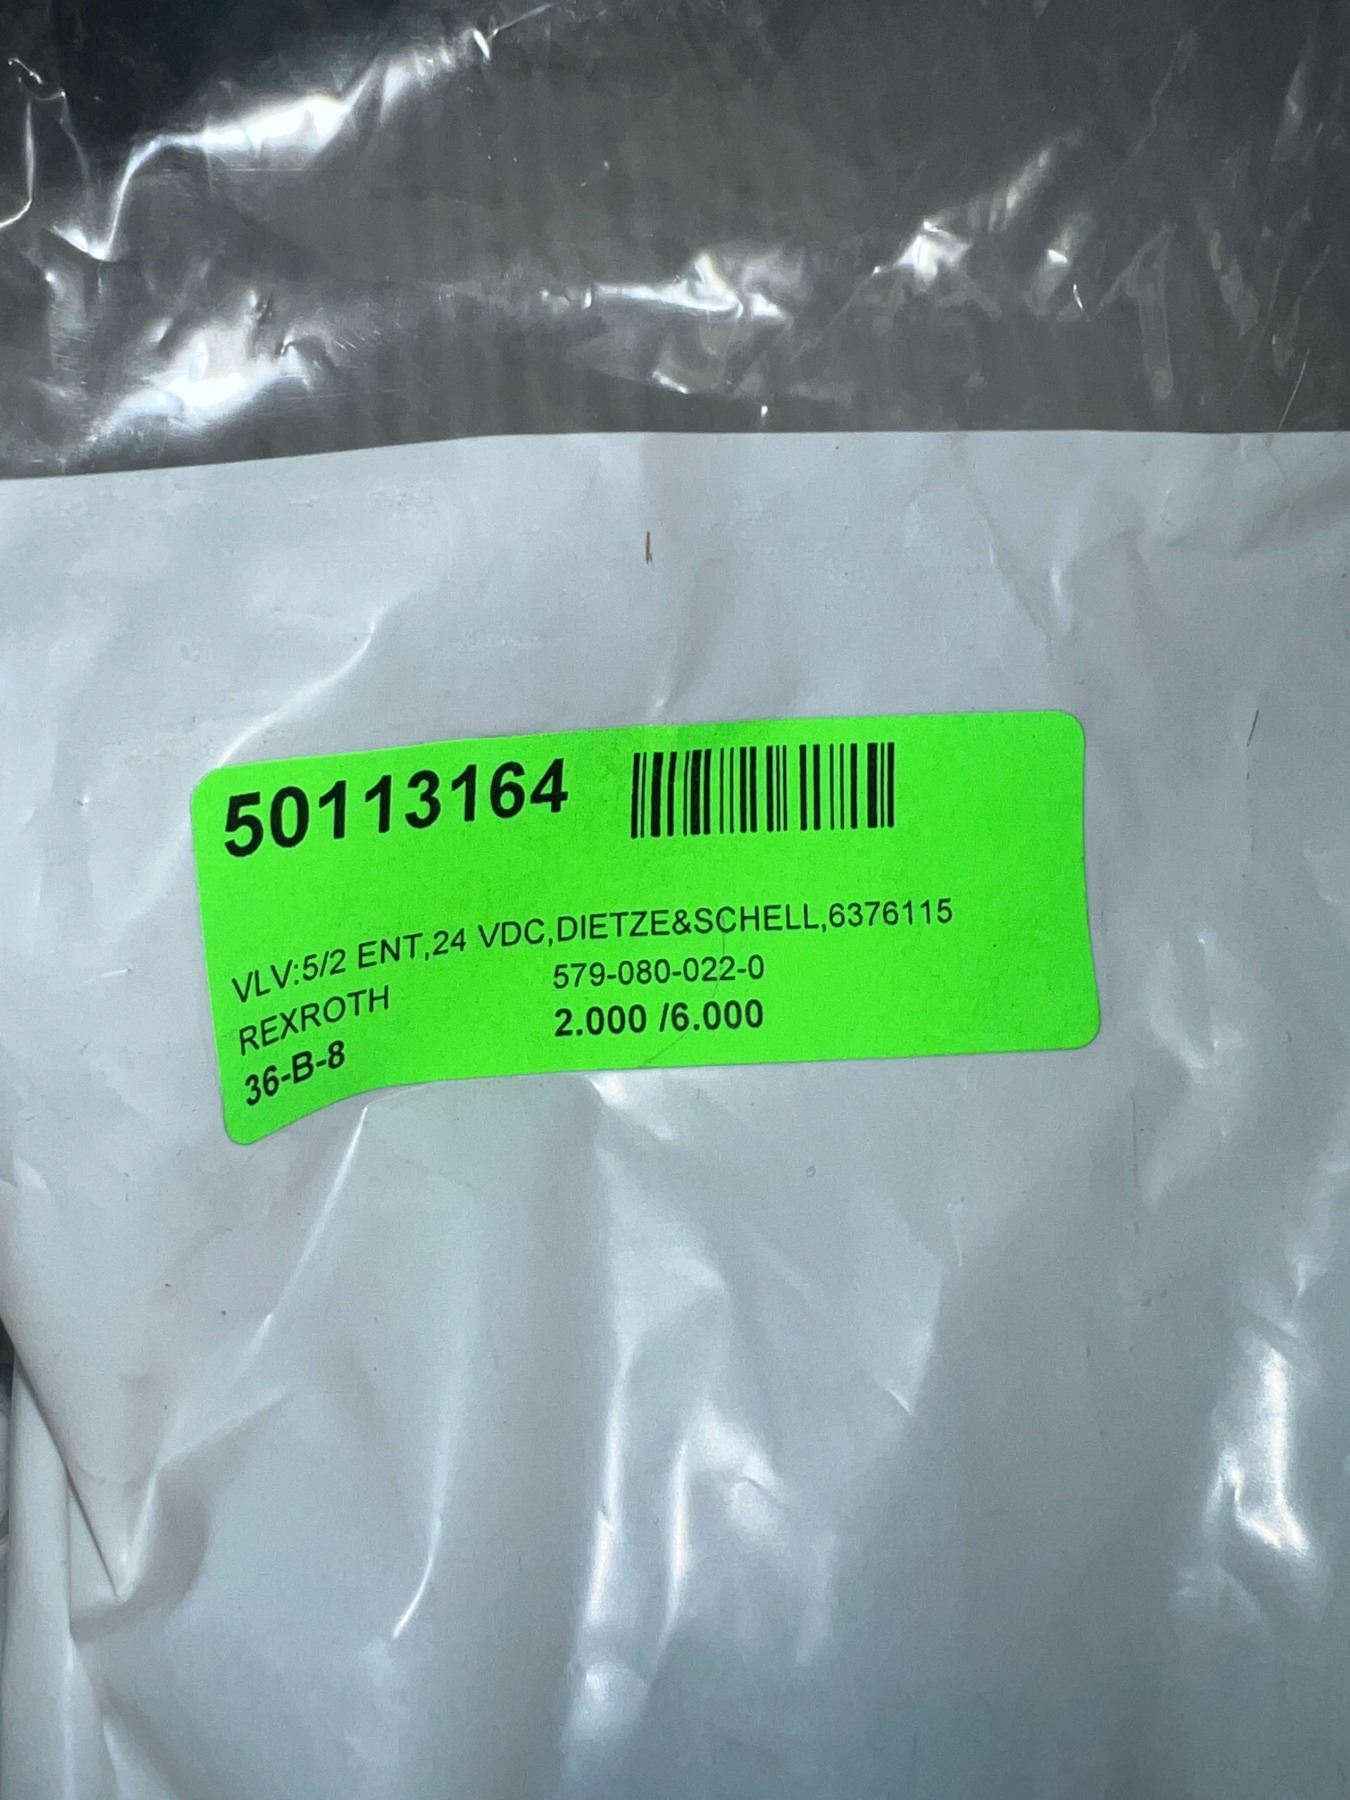 50113164
VLV:5/2 ENT,24 VDC,DIETZE&SCHELL,6376115
REXROTH 579-080-022-0
36-B-8 2.000 /6.000